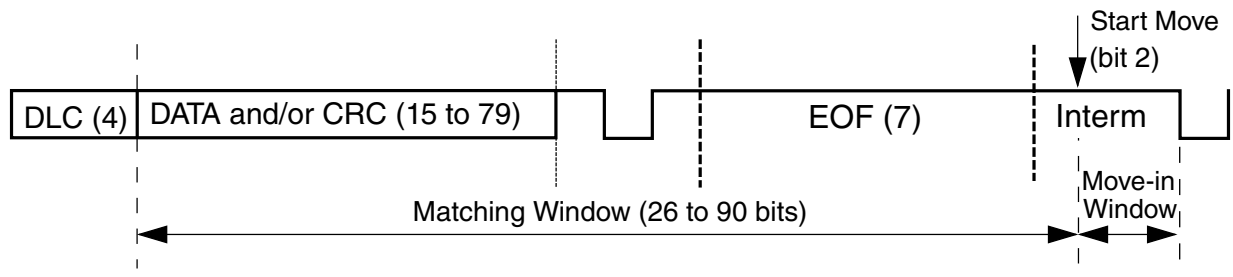 Start Move
(bit 2)
DLC (4)
DATA and/or CRC (15 to 79)
EOF (7)
Interm
Matching Window (26 to 90 bits)
Move-in
Window